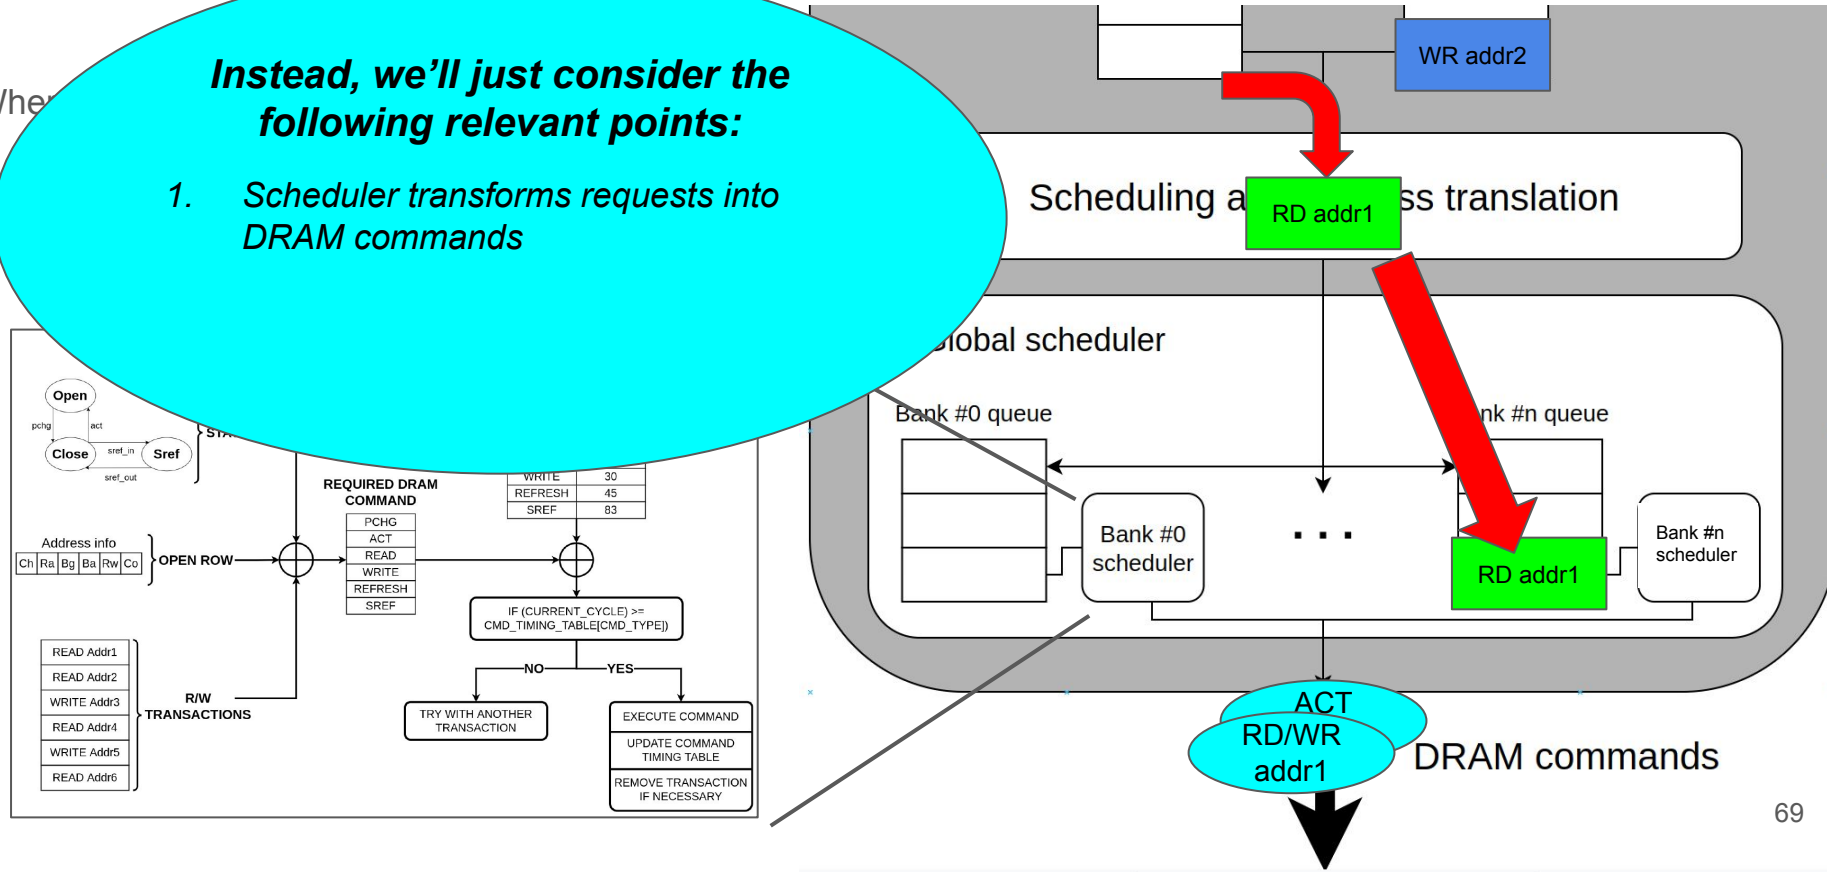 Instead, we'll just consider the
following relevant points:
1. Scheduler transforms requests into
DRAM commands
WR addr2
Scheduling a
RD addr1
ss translation
Global scheduler
Bank #0 queue
nk #n queue
Bank #0
scheduler
. . .
Bank #n
scheduler
RD addr1
ACT
RD/WR
addr1
DRAM commands
69
Open
pchg
act
Close
sref_in
Sref
sref_out
Address info
Ch Ra Bg Ba Rw Co
OPEN ROW
READ Addr1
READ Addr2
WRITE Addr3
READ Addr4
WRITE Addr5
READ Addr6
R/W
TRANSACTIONS
REQUIRED DRAM
COMMAND
PCHG
ACT
READ
WRITE
REFRESH
SREF
WRITE 30
REFRESH 45
SREF 83
IF (CURRENT_CYCLE) >=
CMD_TIMING_TABLE[CMD_TYPE])
NO
YES
TRY WITH ANOTHER
TRANSACTION
EXECUTE COMMAND
UPDATE COMMAND
TIMING TABLE
REMOVE TRANSACTION
IF NECESSARY